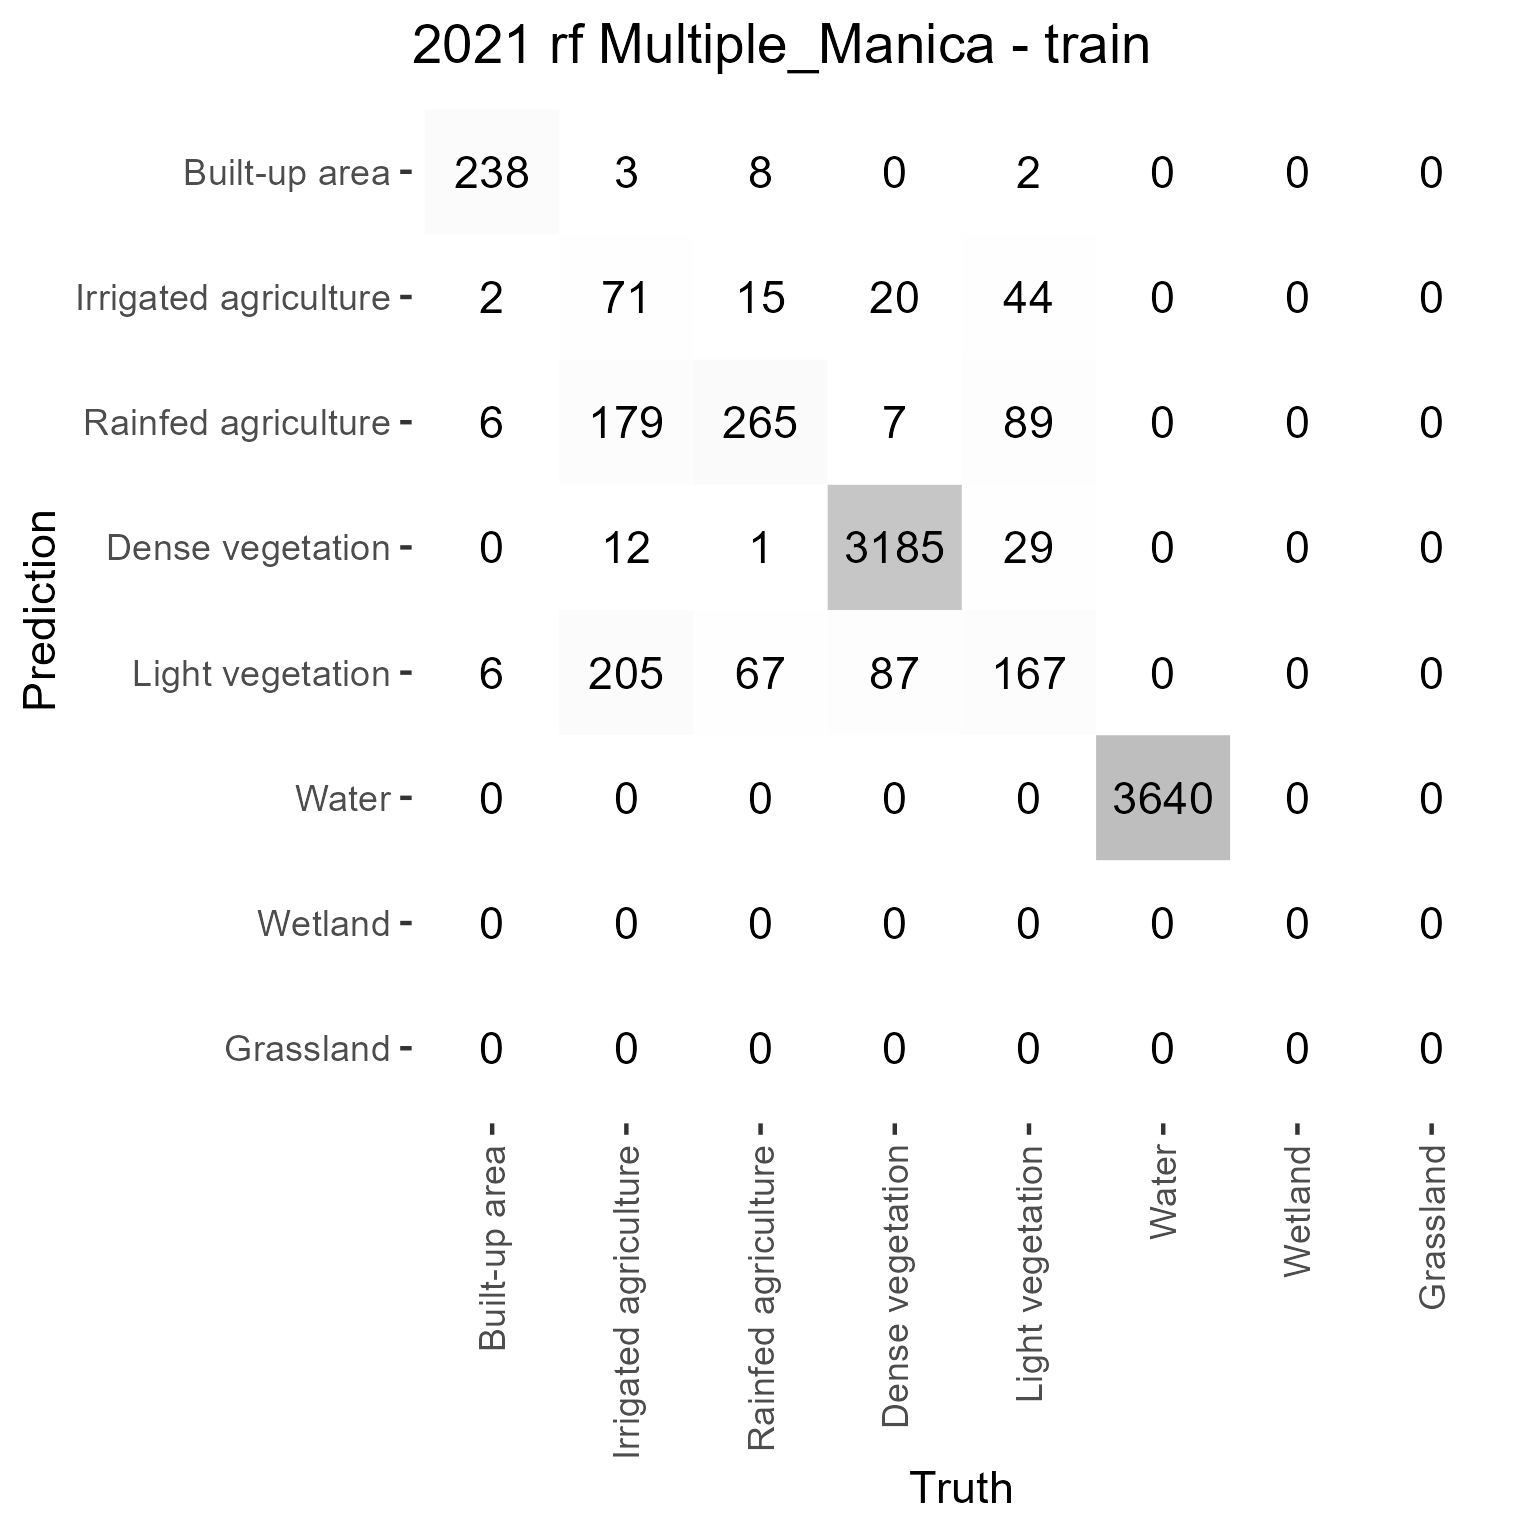 2021 rf Multiple_Manica - train
Built-up area 238 3 8 0 2 0 0 0
Irrigated agriculture 2 71 15 20 44 0 0 0
Rainfed agriculture 6 179 265 7 89 0 0 0
Dense vegetation 0 12 1 3185 29 0 0 0
Light vegetation 6 205 67 87 167 0 0 0
Water 0 0 0 0 0 3640 0 0
Wetland 0 0 0 0 0 0 0 0
Grassland 0 0 0 0 0 0 0 0
Prediction
Built-up area
Irrigated agriculture
Rainfed agriculture
Dense vegetation
Light vegetation
Water
Wetland
Grassland
Truth